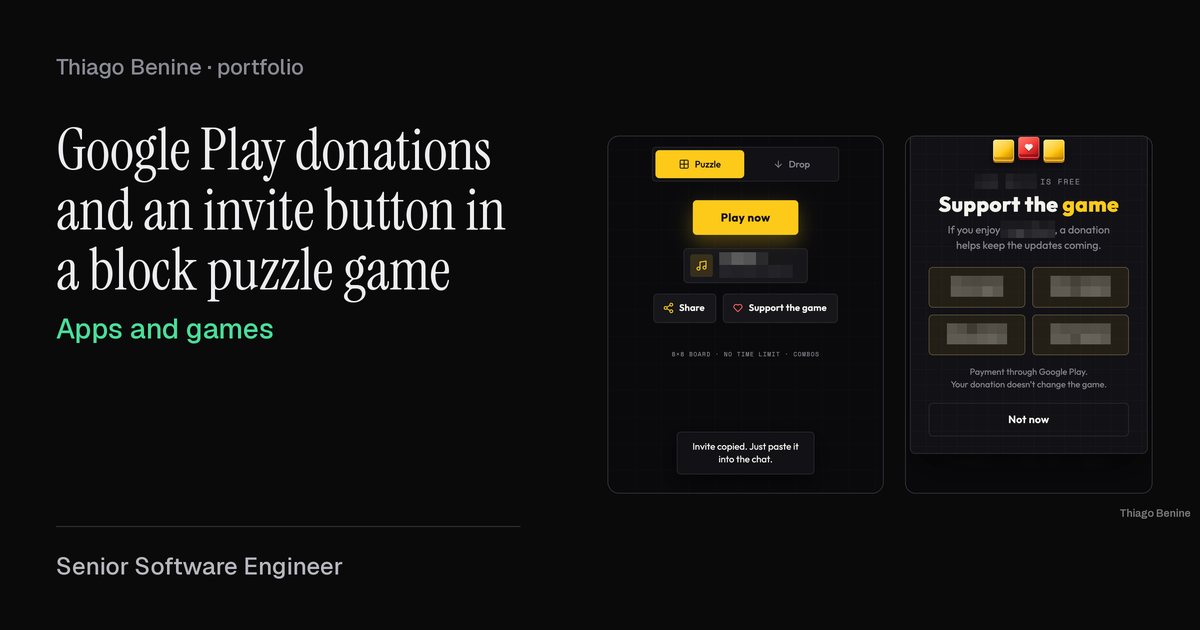 Thiago Benine · portfolio
Google Play donations
and an invite button in
a block puzzle game
Apps and games
Senior Software Engineer
Puzzle
Drop
Play now
Share
Support the game
8×8 BOARD · NO TIME LIMIT · COMBOS
Invite copied. Just paste it
into the chat.
IS FREE
Support the game
If you enjoy , a donation
helps keep the updates coming.
Payment through Google Play.
Your donation doesn't change the game.
Not now
Thiago Benine